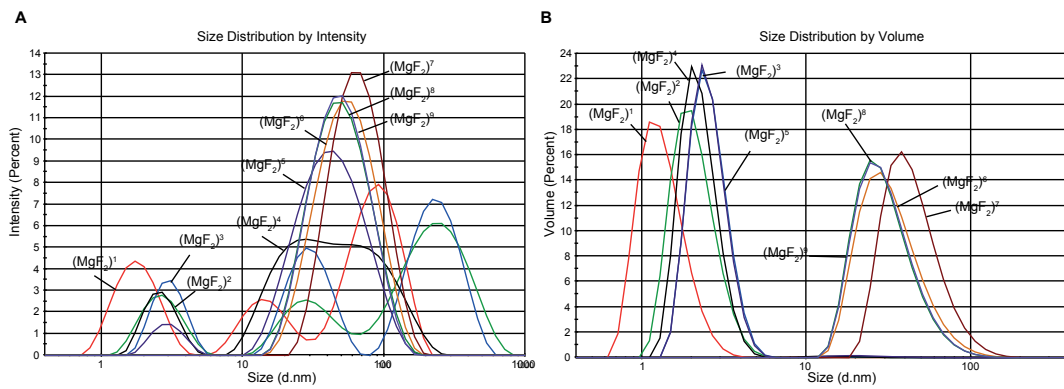 A
Size Distribution by Intensity
14
13
12
11
10
9
8
7
6
5
4
3
2
1
0
Intensity (Percent)
(MgF₂)⁷
(MgF₂)⁸
(MgF₂)⁹
(MgF₂)⁶
(MgF₂)⁵
(MgF₂)⁴
(MgF₂)³
(MgF₂)¹
(MgF₂)²
1 10 100 1000
Size (d.nm)
B
Size Distribution by Volume
24
22
20
18
16
14
12
10
8
6
4
2
0
Volume (Percent)
(MgF₂)⁴
(MgF₂)³
(MgF₂)²
(MgF₂)¹
(MgF₂)⁵
(MgF₂)⁸
(MgF₂)⁶
(MgF₂)⁷
(MgF₂)⁹
1 10 100
Size (d.nm)